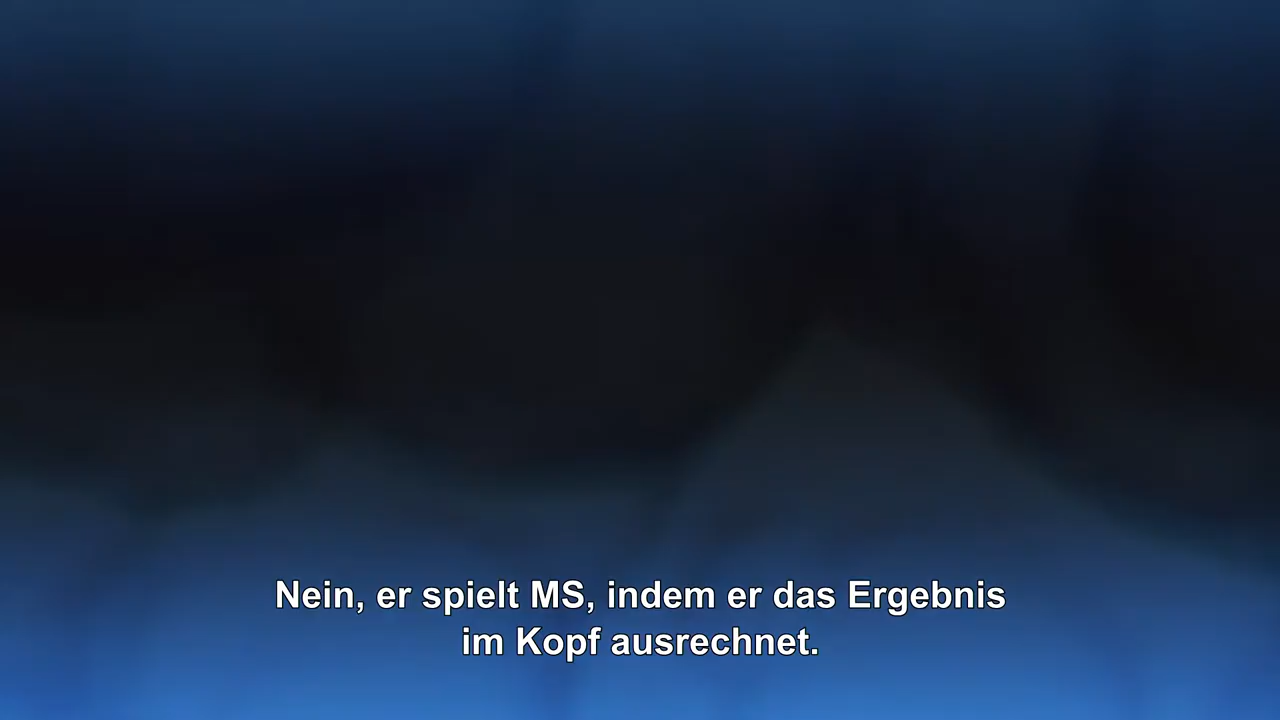 Nein, er spielt MS, indem er das Ergebnis
im Kopf ausrechnet.